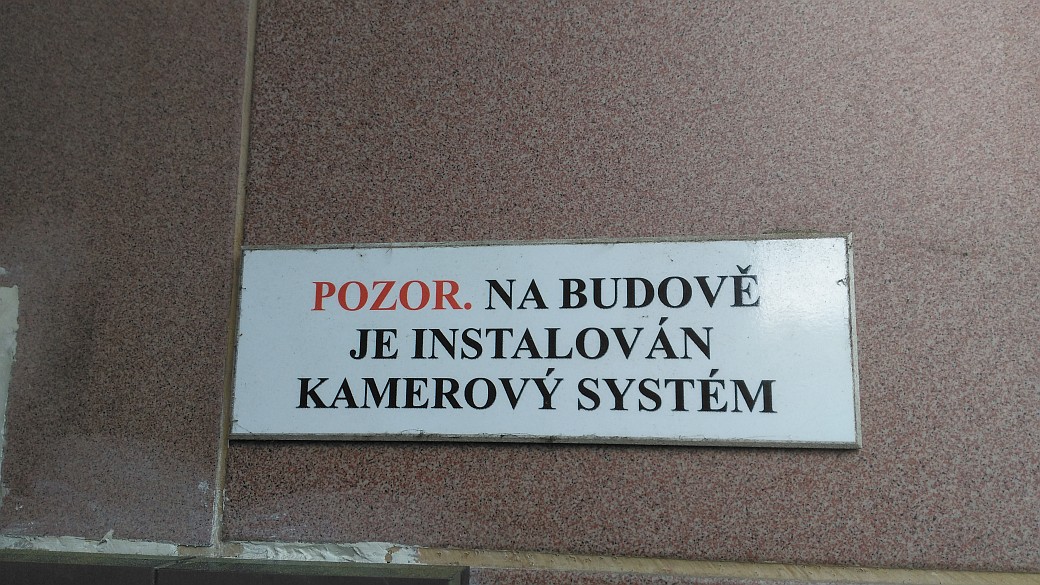 POZOR. NA BUDOVĚ
JE INSTALOVÁN
KAMEROVÝ SYSTÉM